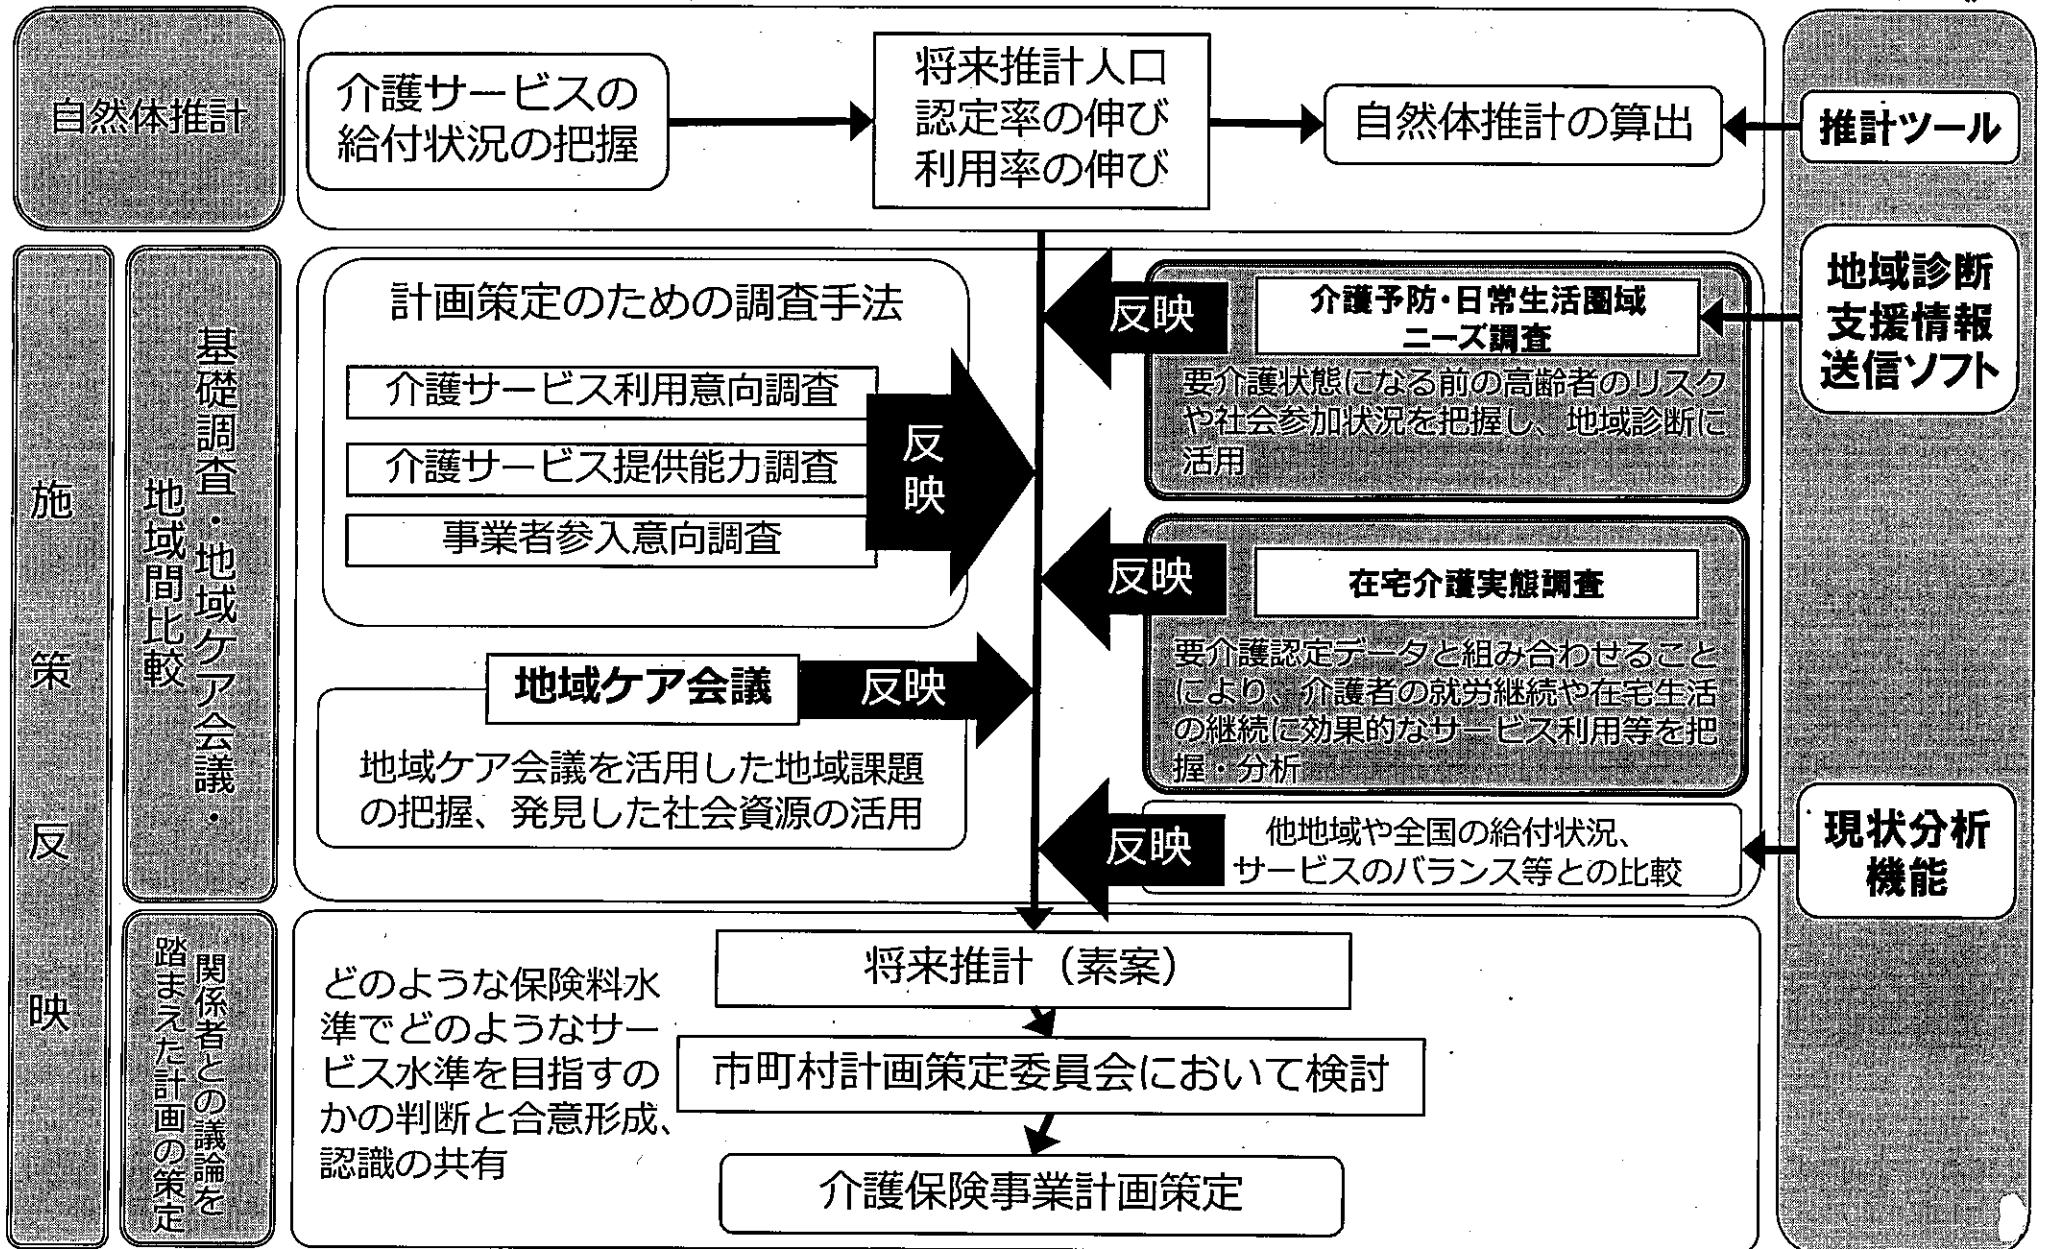 自然体推計
介護サービスの
給付状況の把握
将来推計人口
認定率の伸び
利用率の伸び
自然体推計の算出
推計ツール
施策反映
基礎調査・地域ケア会議・
地域間比較
計画策定のための調査手法
介護サービス利用意向調査
介護サービス提供能力調査
事業者参入意向調査
反
映
地域ケア会議
反映
地域ケア会議を活用した地域課題
の把握、発見した社会資源の活用
反映
介護予防・日常生活圏域
ニーズ調査
要介護状態になる前の高齢者のリスク
や社会参加状況を把握し、地域診断に
活用
地域診断
支援情報
送信ソフト
反映
在宅介護実態調査
要介護認定データと組み合わせること
により、介護者の就労継続や在宅生活
の継続に効果的なサービス利用等を把
握・分析
反映
他地域や全国の給付状況、
サービスのバランス等との比較
現状分析
機能
関係者との議論を
踏まえた計画の策定
どのような保険料水
準でどのようなサー
ビス水準を目指すの
かの判断と合意形成、
認識の共有
将来推計（素案）
市町村計画策定委員会において検討
介護保険事業計画策定